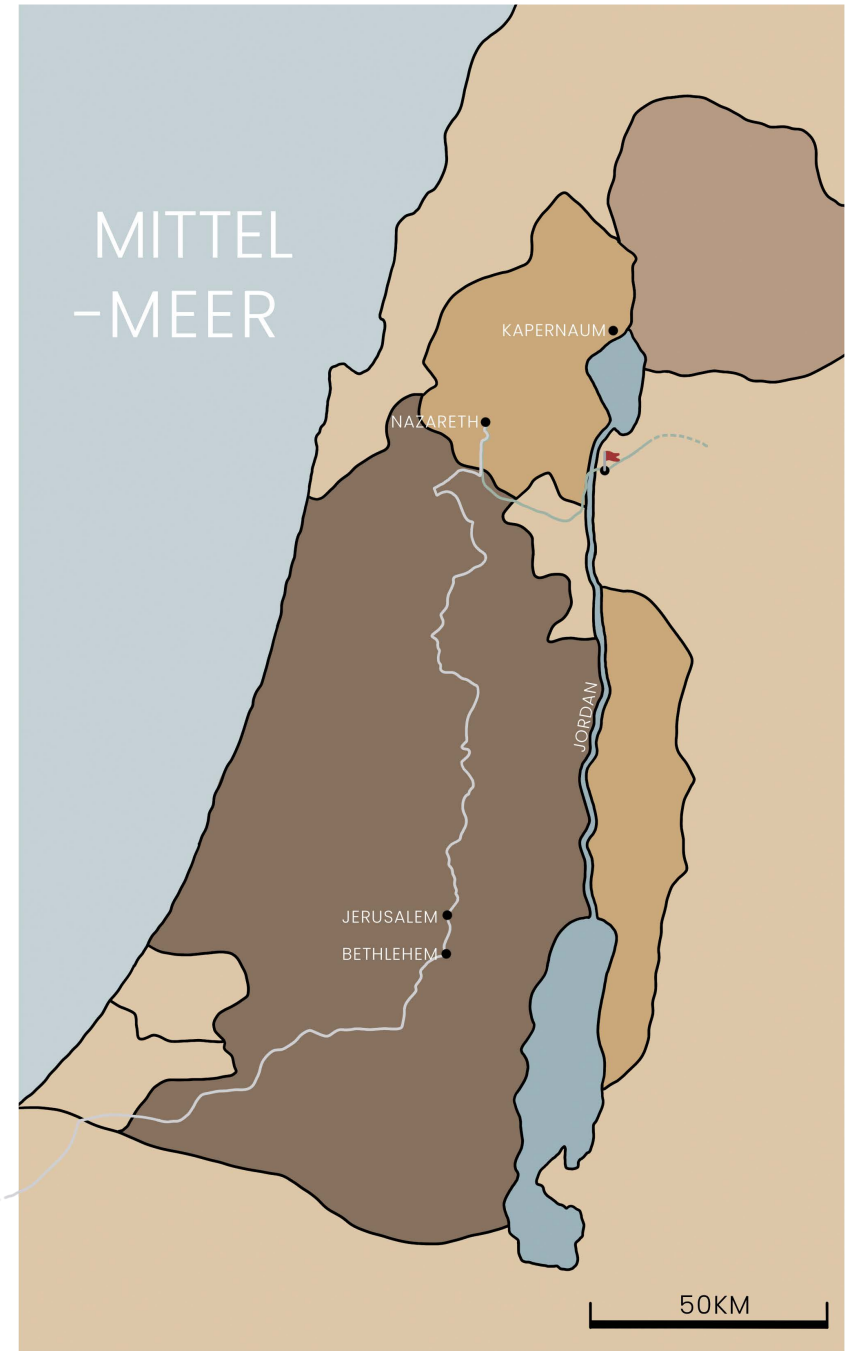 MITTEL
-MEER
KAPERNAUM
NAZARETH
JORDAN
JERUSALEM
BETHLEHEM
50KM